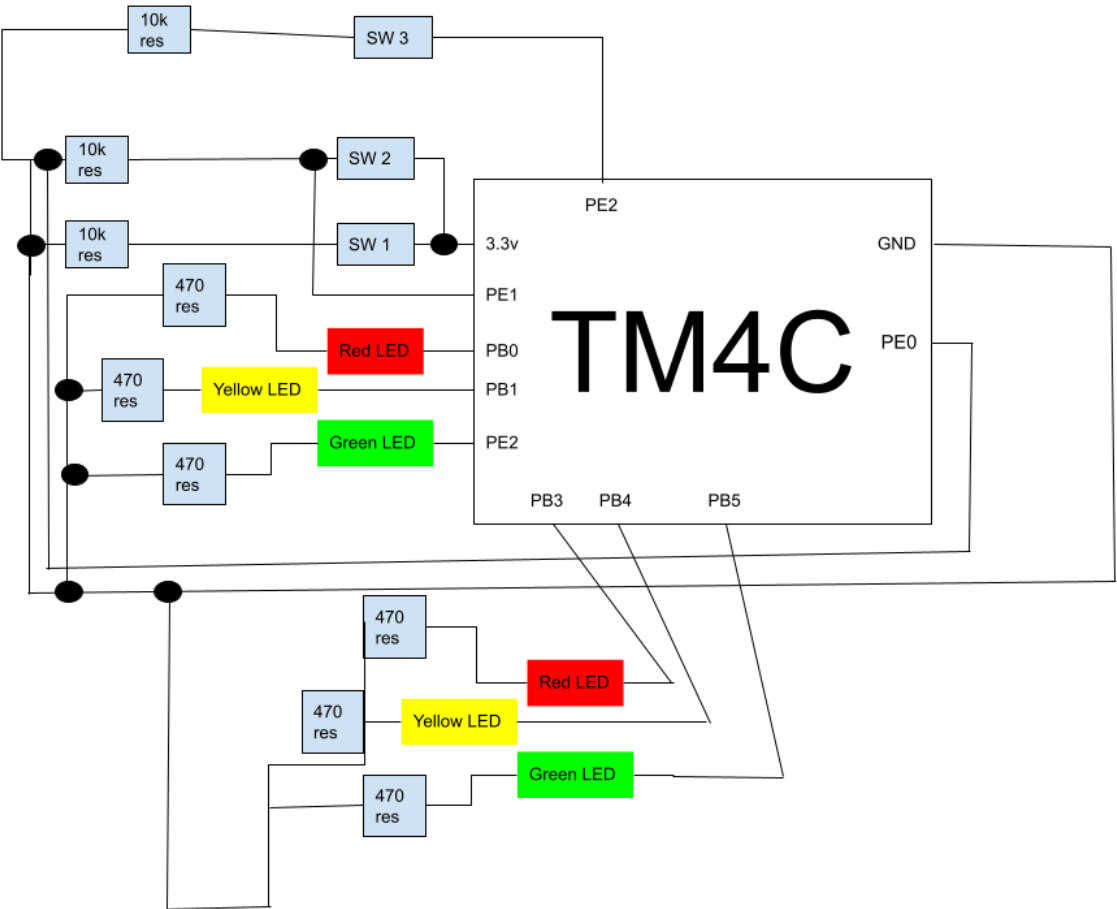 10k
res
SW 3
10k
res
SW 2
PE2
10k
res
SW 1
3.3v
GND
470
res
PE1
TM4C
PE0
Red LED
PB0
470
res
Yellow LED
PB1
Green LED
PE2
470
res
PB3
PB4
PB5
470
res
Red LED
470
res
Yellow LED
Green LED
470
res